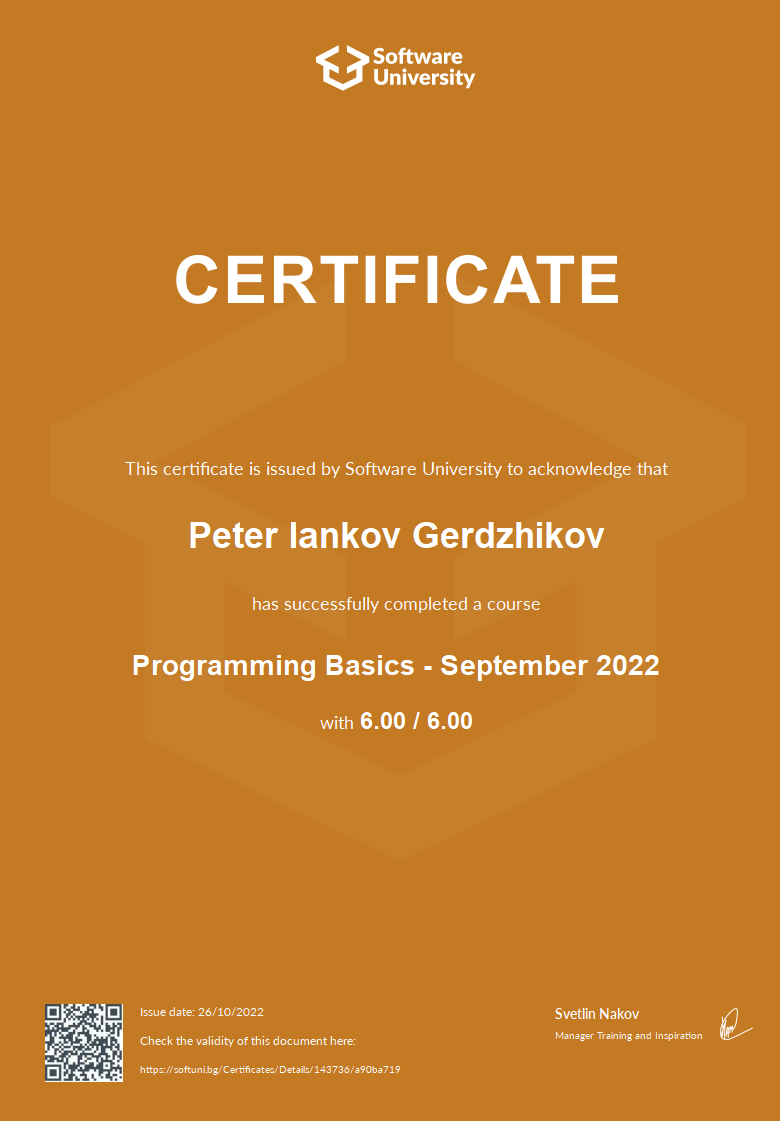 Software
University
CERTIFICATE
This certificate is issued by Software University to acknowledge that
Peter Iankov Gerdzhikov
has successfully completed a course
Programming Basics - September 2022
with 6.00 / 6.00
Issue date: 26/10/2022
Check the validity of this document here:
https://softuni.bg/Certificates/Details/143736/a90ba719
Svetlin Nakov
Manager Training and Inspiration